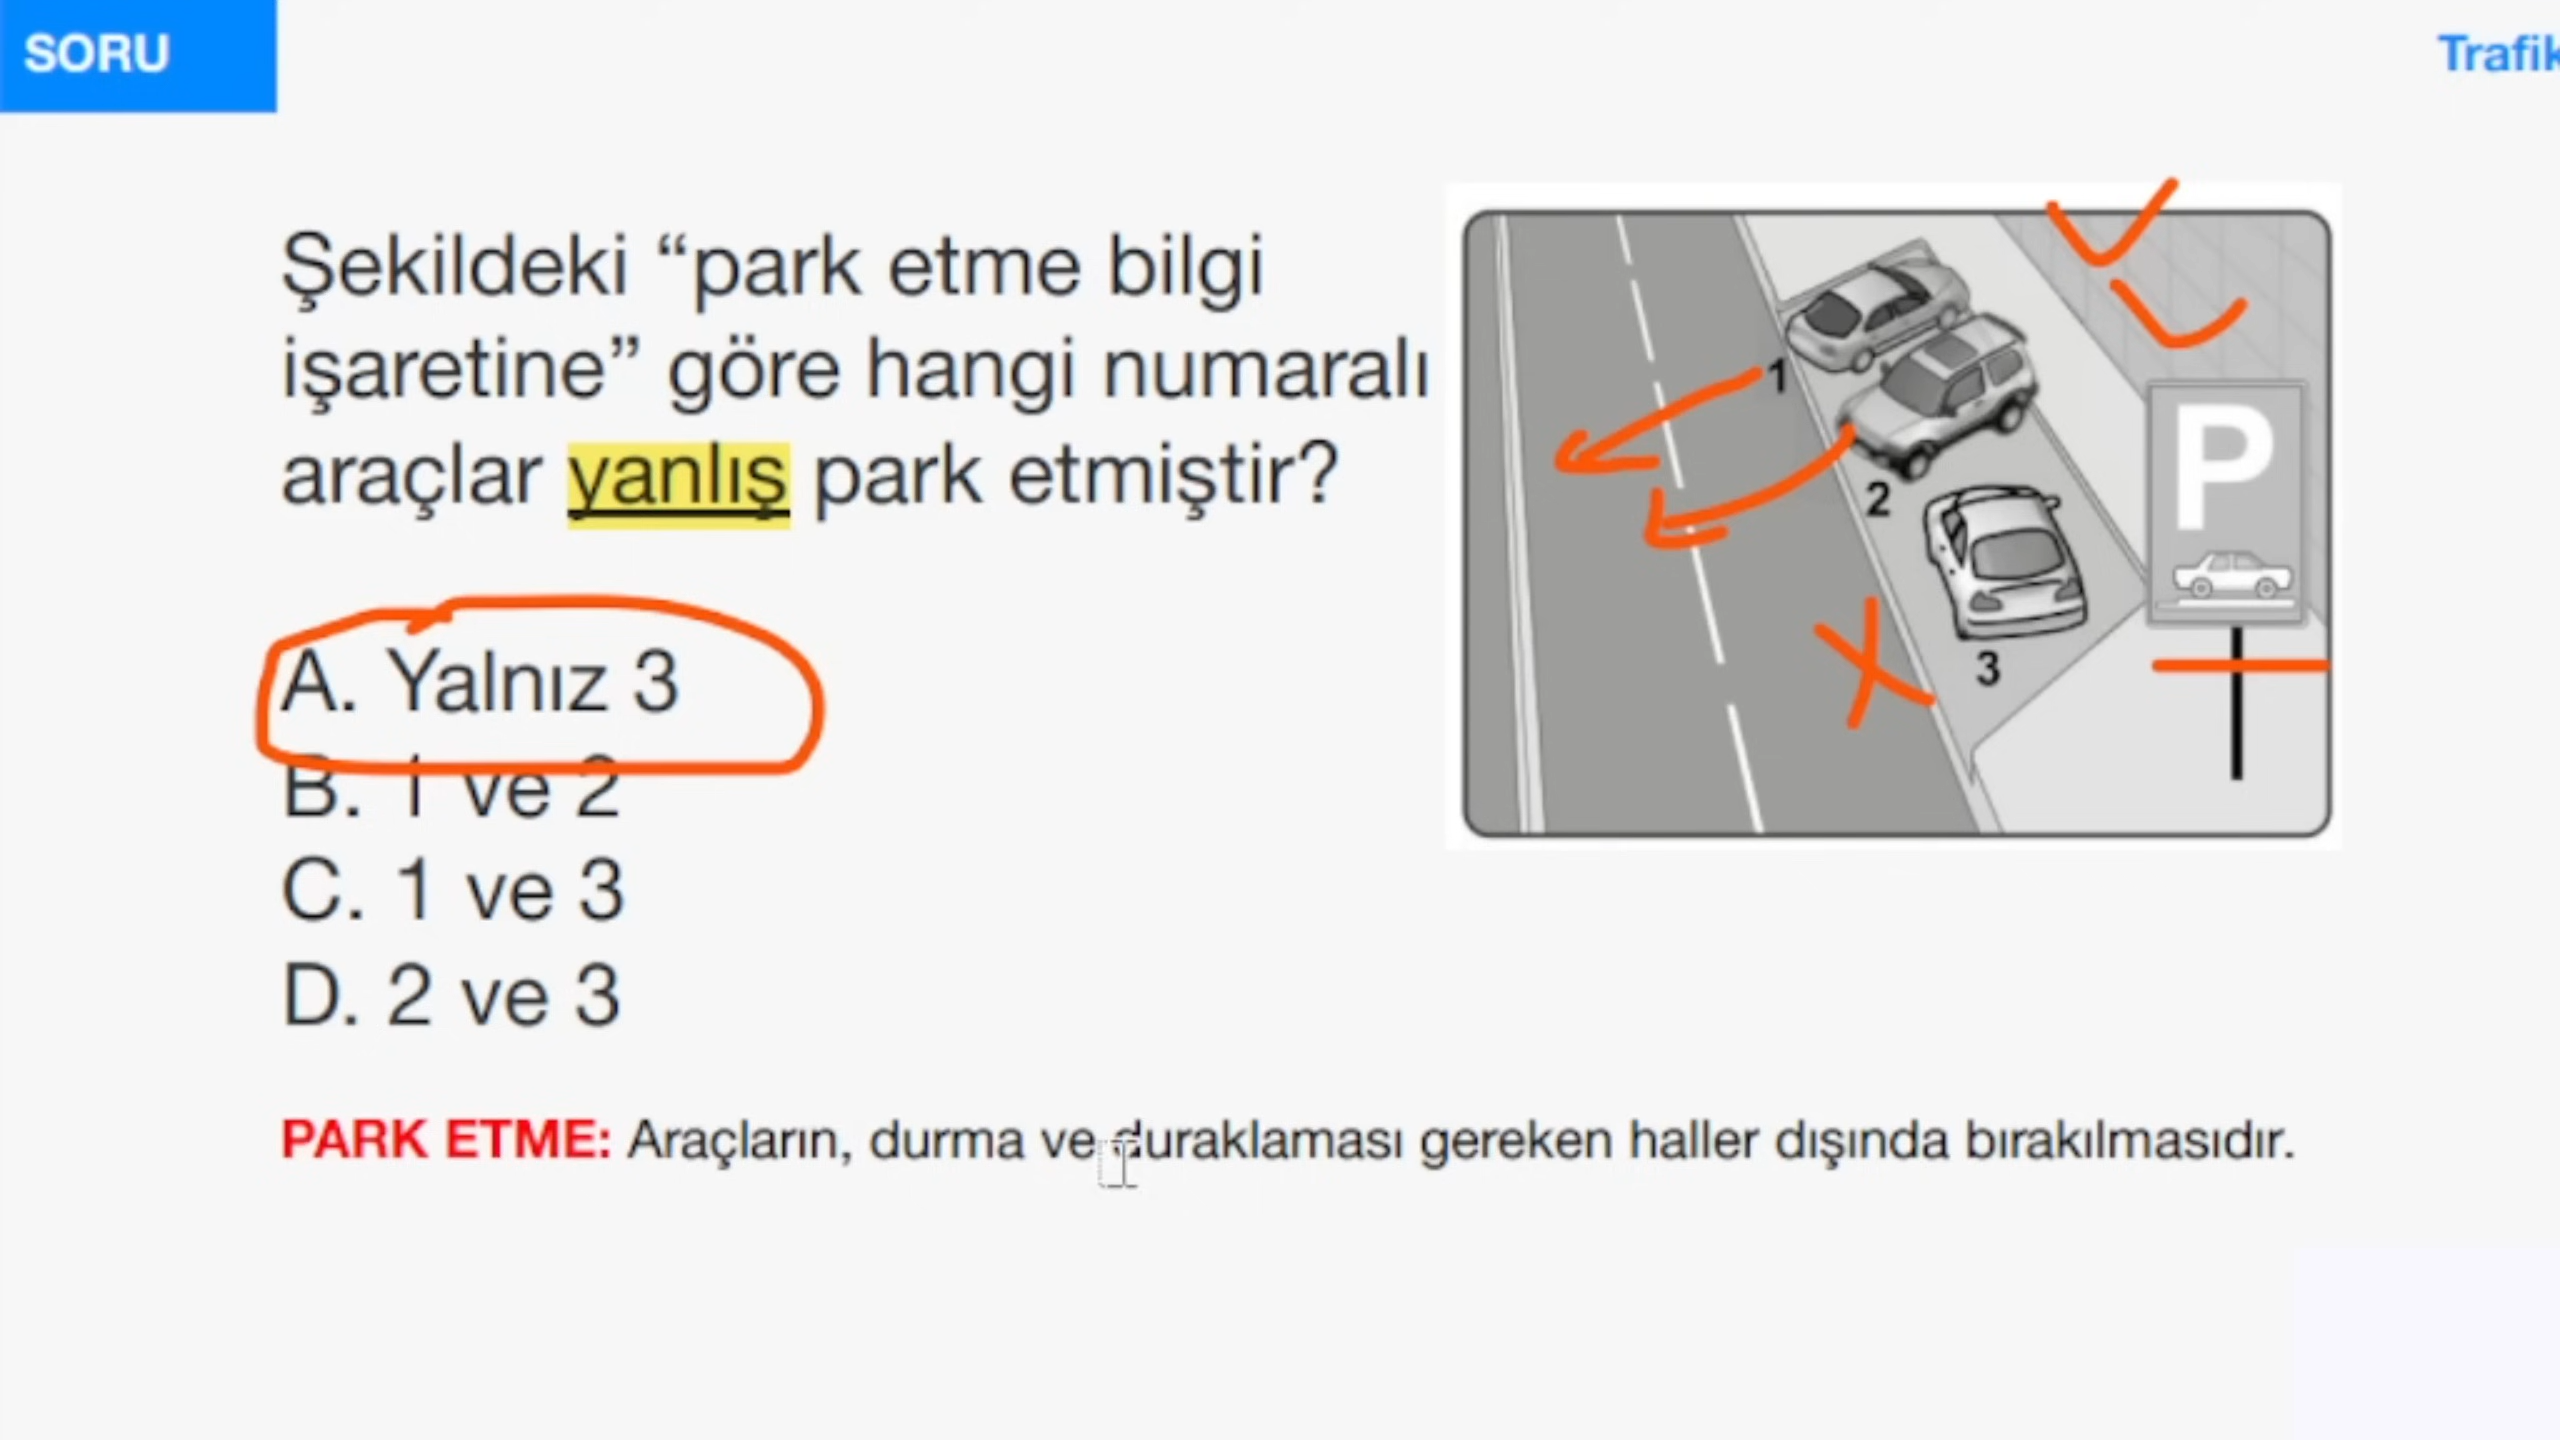 SORU
Trafik
Şekildeki “park etme bilgi
işaretine” göre hangi numaralı
araçlar yanlış park etmiştir?
A. Yalnız 3
B. 1 ve 2
C. 1 ve 3
D. 2 ve 3
1
2
3
P
PARK ETME: Araçların, durma ve duraklaması gereken haller dışında bırakılmasıdır.